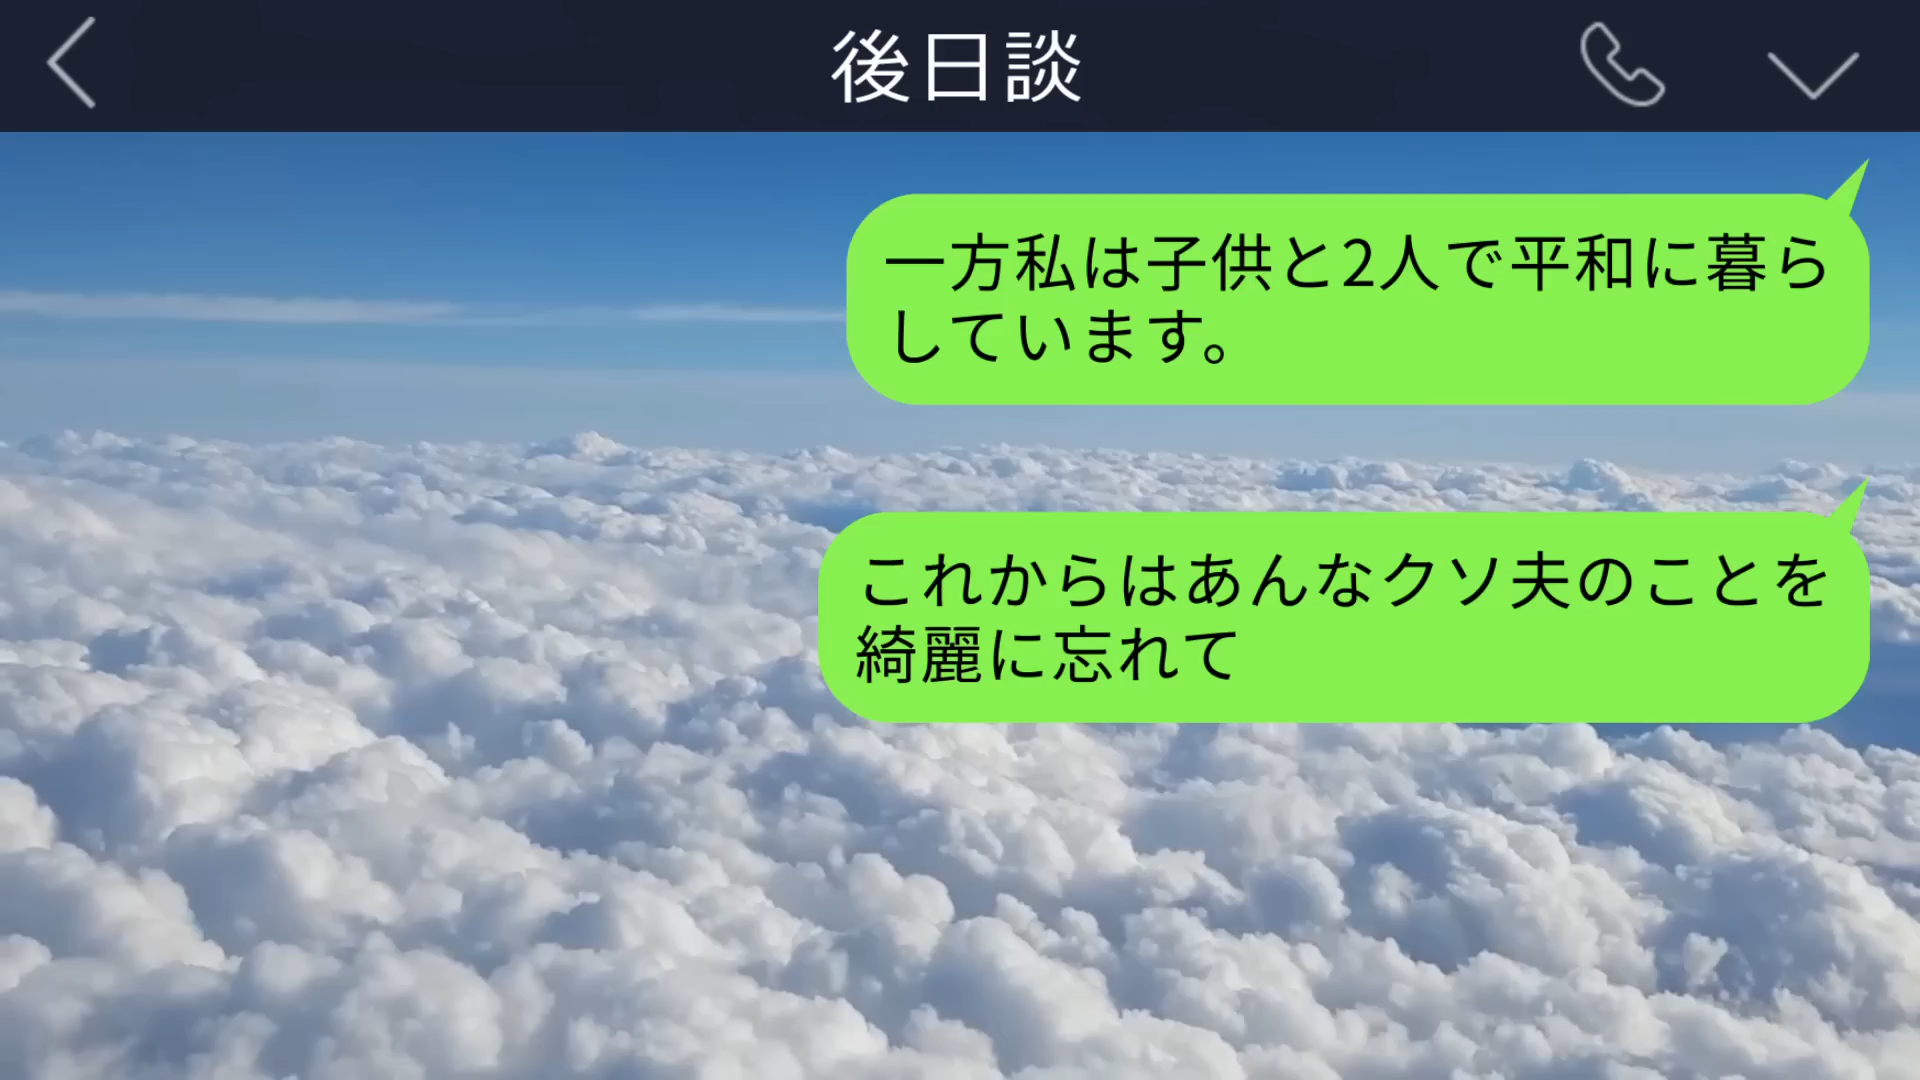 後日談
一方私は子供と2人で平和に暮ら
しています。
これからはあんなクソ夫のことを
綺麗に忘れて